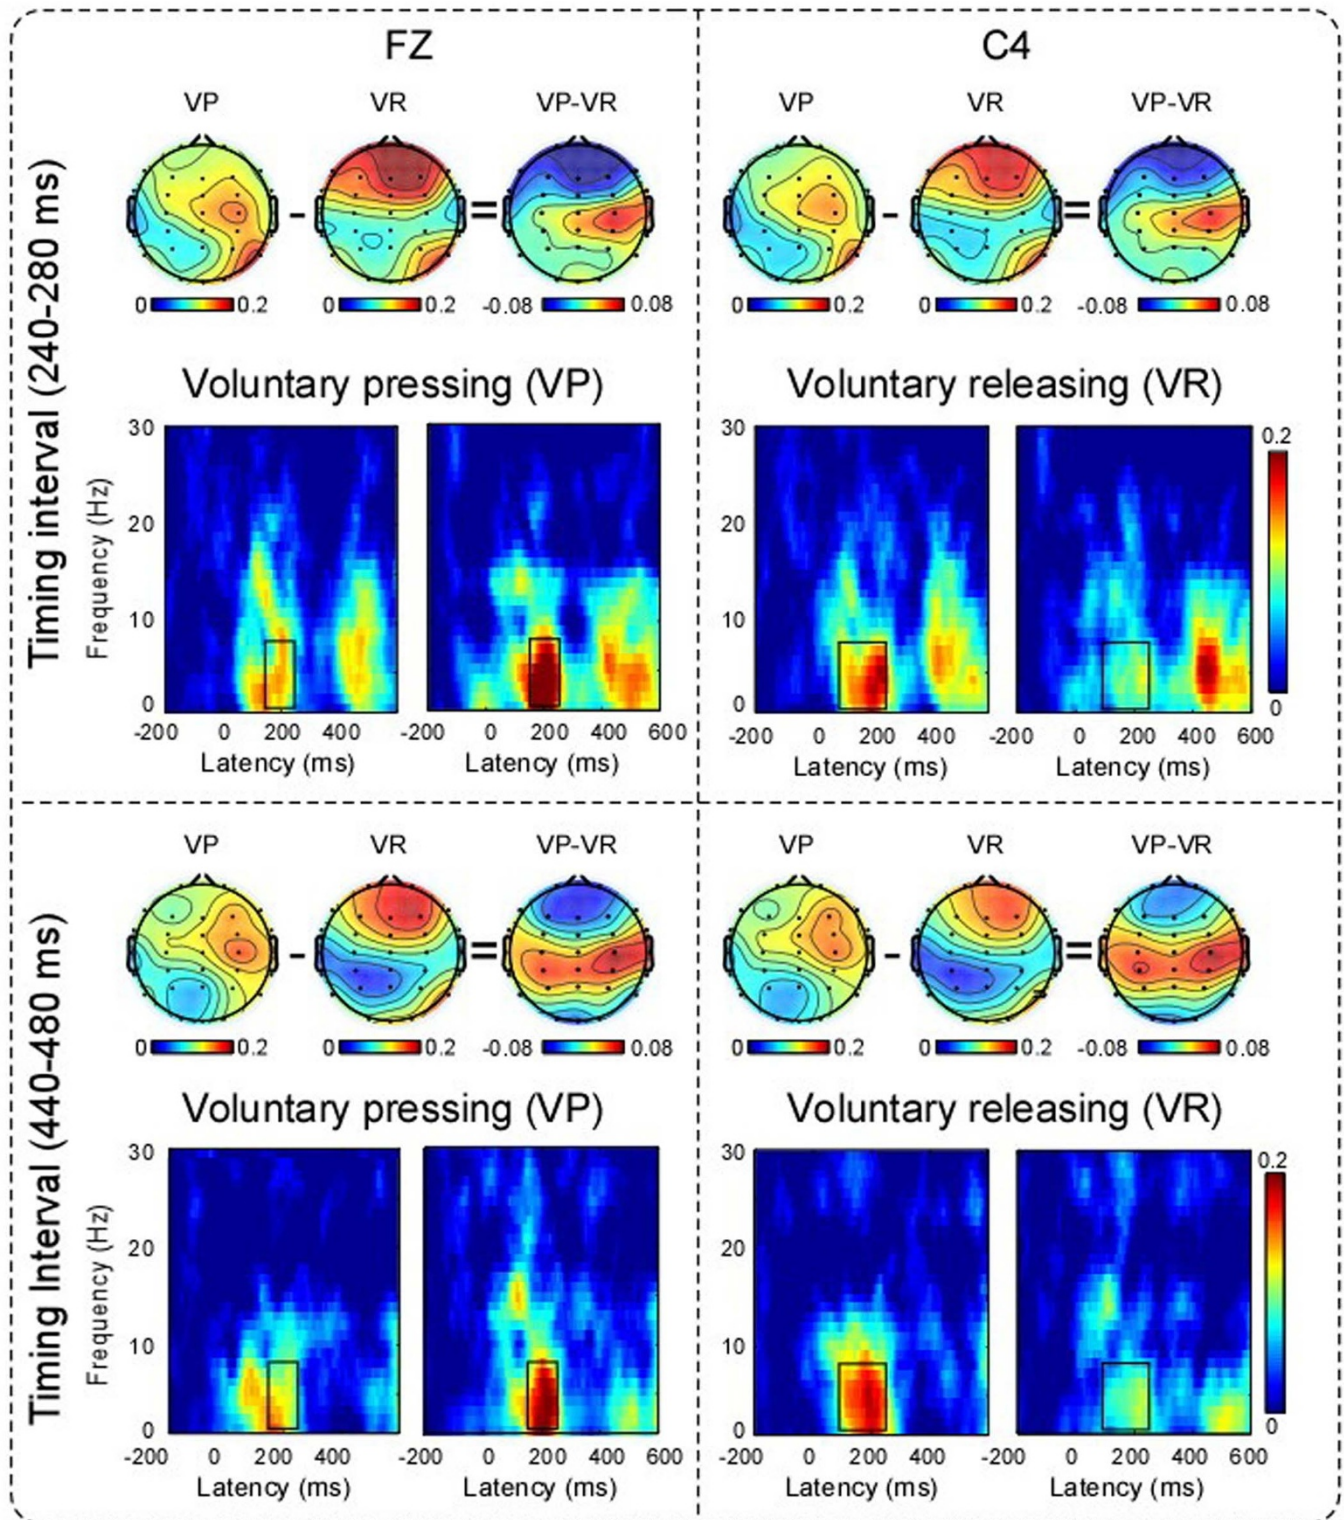 FZ
C4
VP
VR
VP-VR
VP
VR
VP-VR
-
=
-
=
0 0.2
0 0.2
-0.08 0.08
0 0.2
0 0.2
-0.08 0.08
Timing interval (240-280 ms)
Voluntary pressing (VP)
Voluntary releasing (VR)
Frequency (Hz)
30
20
10
0
30
20
10
0
0.2
0
-200 0 200 400
-200 0 200 400 600
-200 0 200 400
-200 0 200 400 600
Latency (ms)
Latency (ms)
Latency (ms)
Latency (ms)
VP
VR
VP-VR
VP
VR
VP-VR
-
=
-
=
0 0.2
0 0.2
-0.08 0.08
0 0.2
0 0.2
-0.08 0.08
Timing Interval (440-480 ms)
Voluntary pressing (VP)
Voluntary releasing (VR)
Frequency (Hz)
30
20
10
0
30
20
10
0
0.2
0
-200 0 200 400
-200 0 200 400 600
-200 0 200 400
-200 0 200 400 600
Latency (ms)
Latency (ms)
Latency (ms)
Latency (ms)